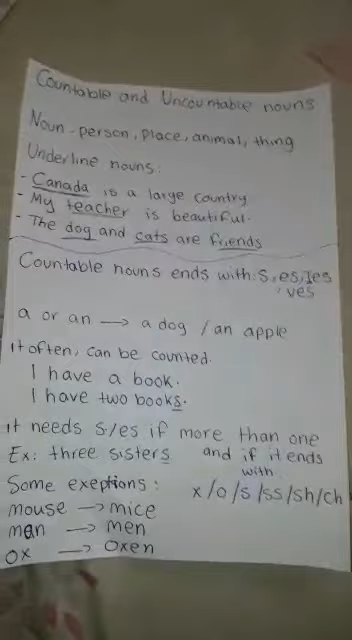 Countable and Uncountable nouns
Noun - person, place, animal, thing
Underline nouns:
- Canada is a large country
- My teacher is beautiful.
- The dog and cats are friends
Countable nouns ends with: s, es, ies
, ves
a or an → a dog / an apple
it often, can be counted.
I have a book.
I have two books.
it needs s/es if more than one
Ex: three sisters and if it ends
with
Some exeptions: x/o/s/ss/sh/ch
mouse → mice
man → men
ox → oxen